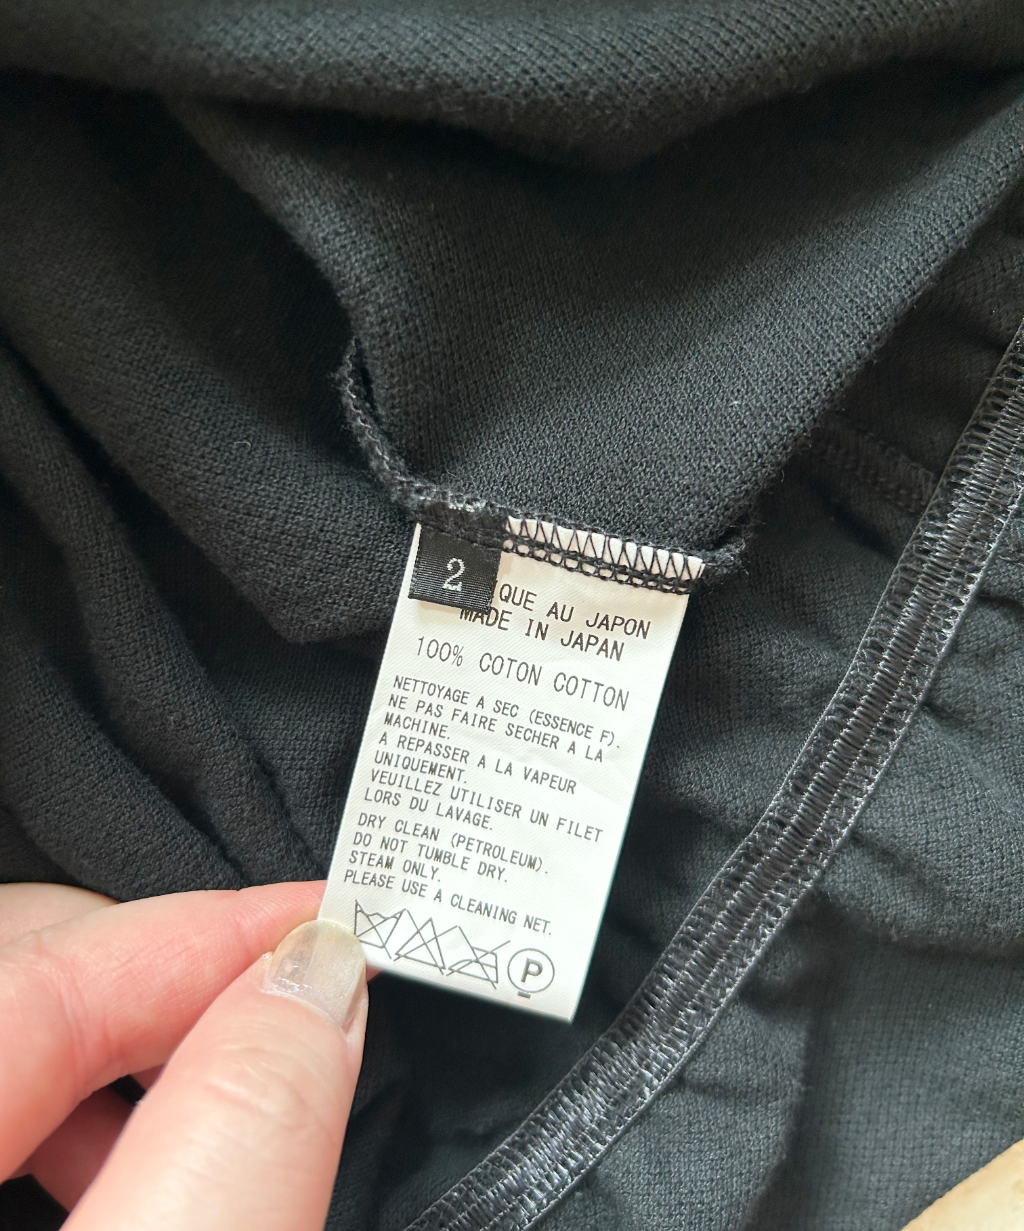 2
QUE AU JAPON
MADE IN JAPAN
100% COTON COTTON
NETTOYAGE A SEC (ESSENCE F).
NE PAS FAIRE SECHER A LA
MACHINE.
A REPASSER A LA VAPEUR
UNIQUEMENT.
VEUILLEZ UTILISER UN FILET
LORS DU LAVAGE.
DRY CLEAN (PETROLEUM).
DO NOT TUMBLE DRY.
STEAM ONLY.
PLEASE USE A CLEANING NET.
P